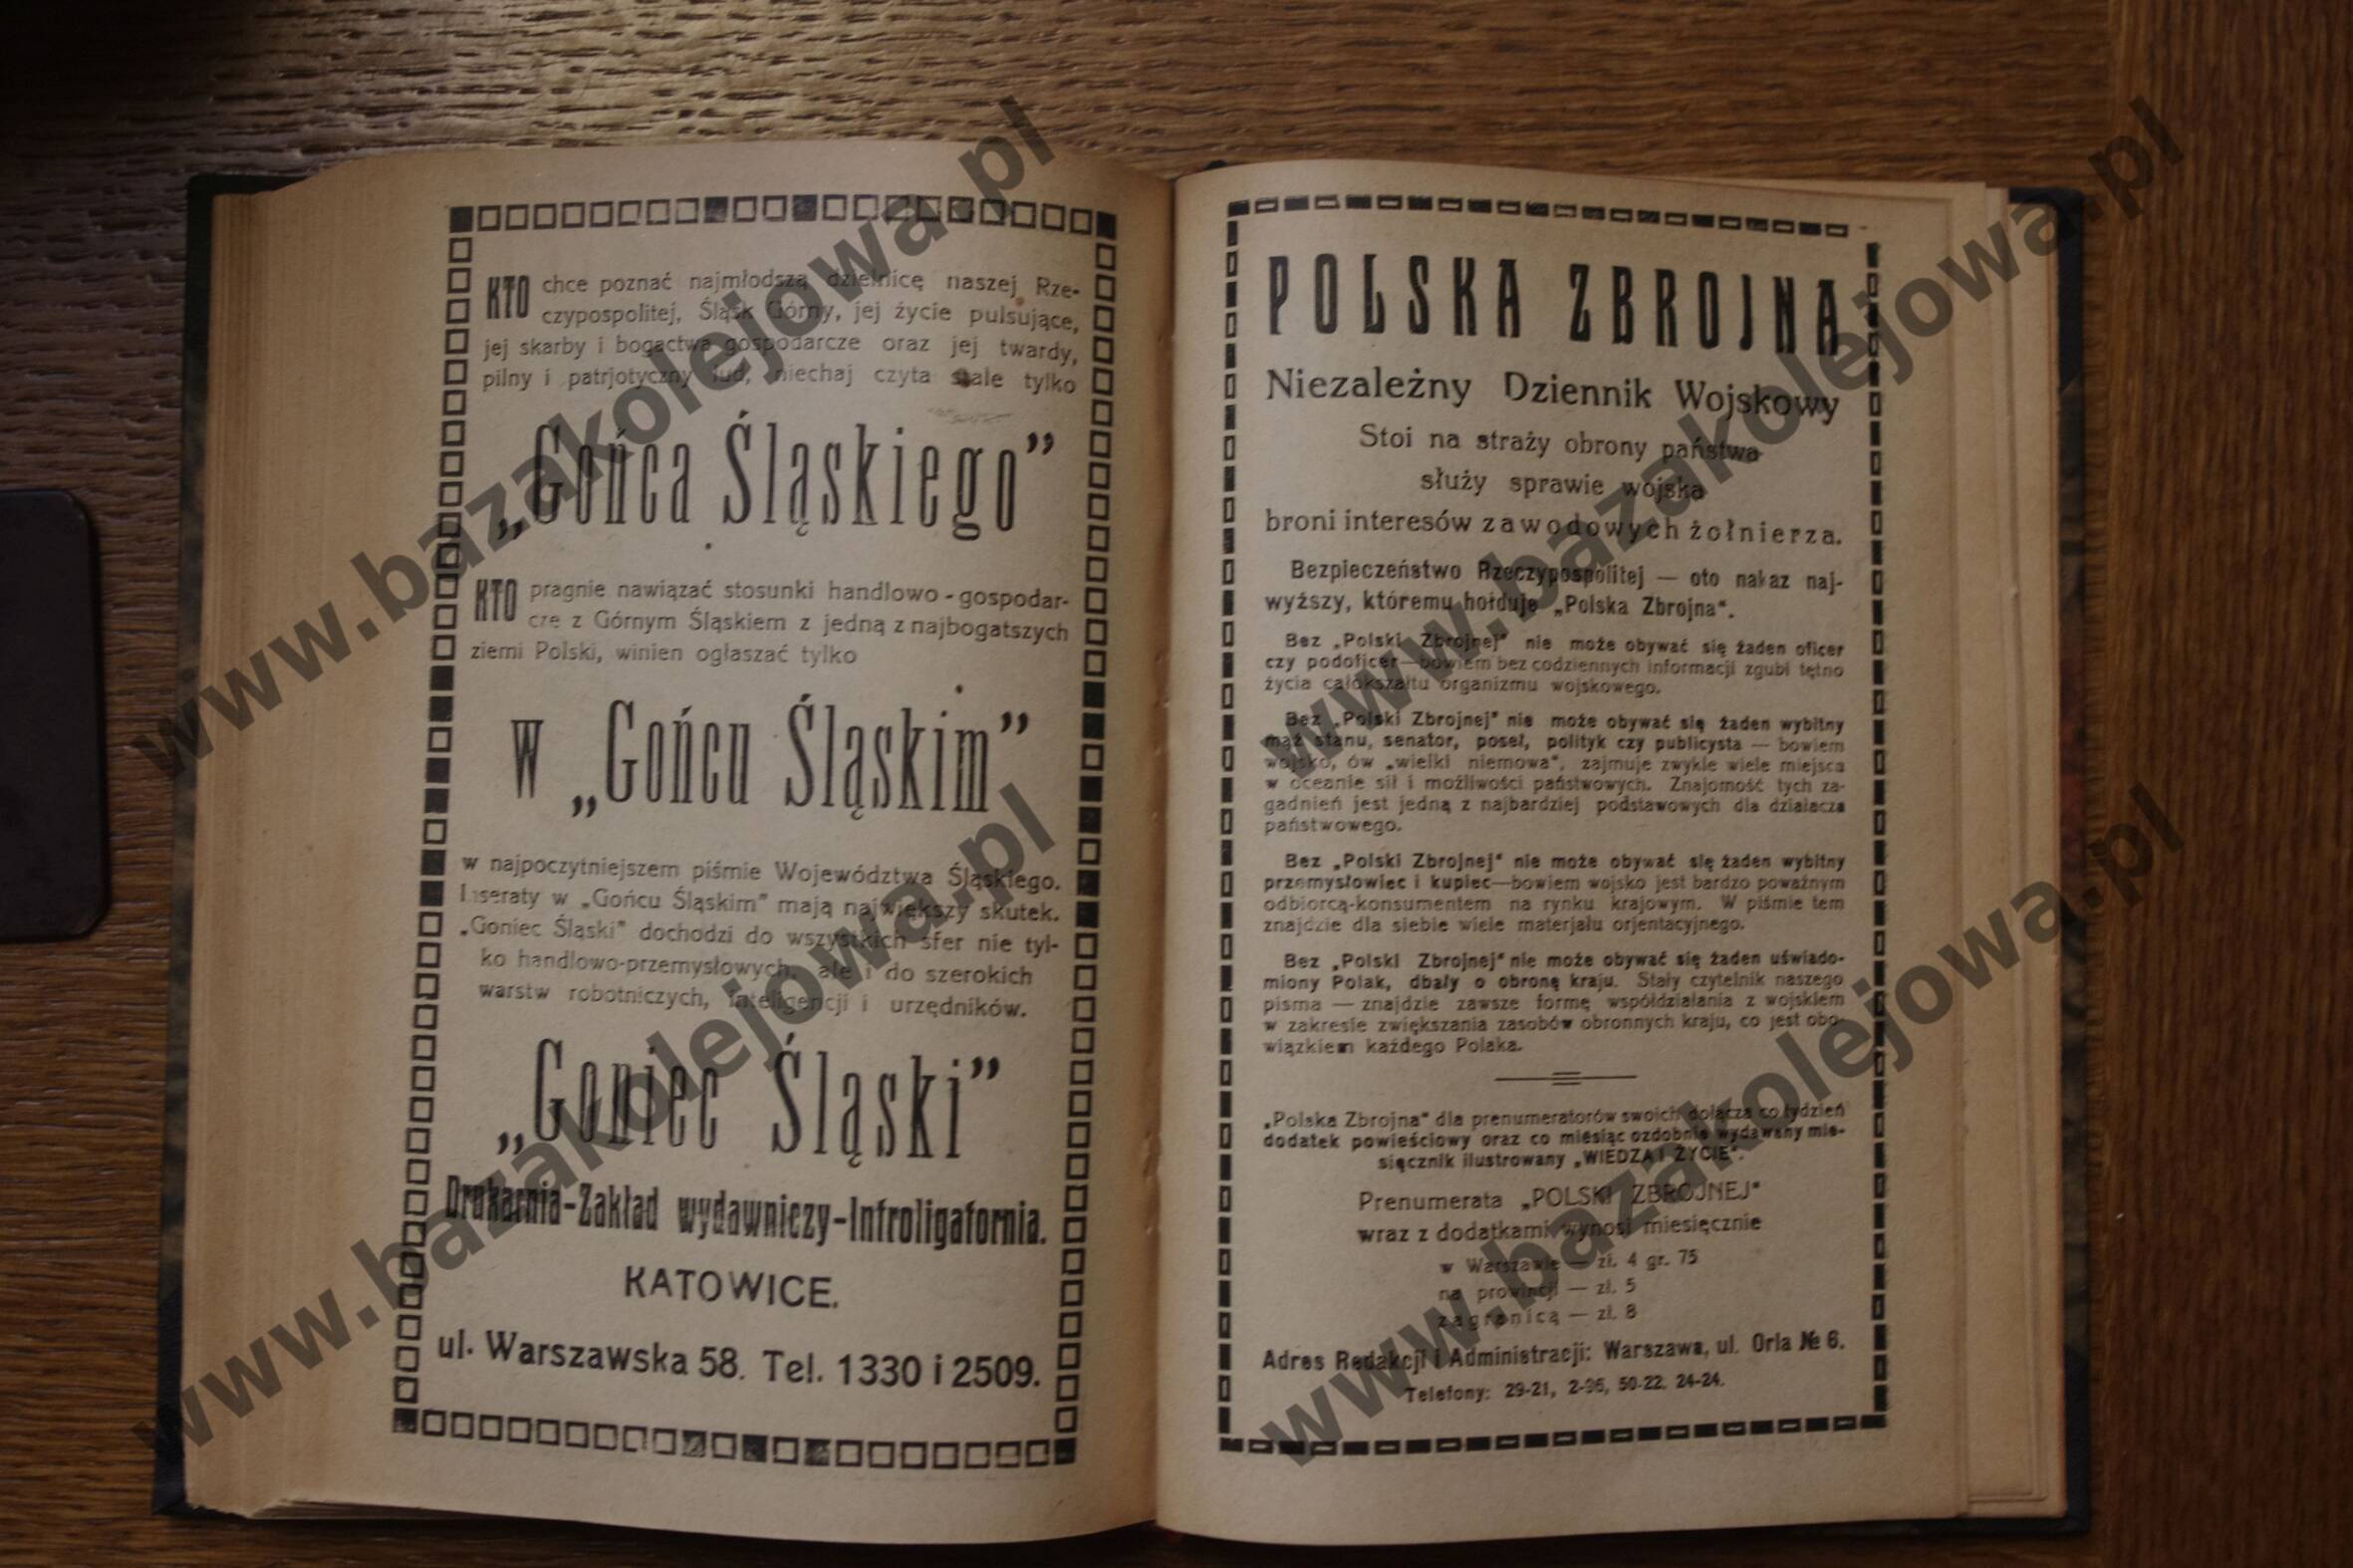 KTO chce poznać najmłodszą dzielnicę naszej Rze-
czypospolitej, Śląsk Górny, jej życie pulsujące,
jej skarby i bogactwa gospodarcze oraz jej twardy,
pilny i patrjotyczny lud, niechaj czyta stale tylko
„Gońca Śląskiego”
KTO pragnie nawiązać stosunki handlowo-gospodar-
cze z Górnym Śląskiem z jedną z najbogatszych
ziemi Polski, winien ogłaszać tylko
w „Gońcu Śląskim”
w najpoczytniejszem piśmie Województwa Śląskiego.
Inseraty w „Gońcu Śląskim” mają największy skutek.
„Goniec Śląski” dochodzi do wszystkich sfer nie tyl-
ko handlowo-przemysłowych, ale i do szerokich
warstw robotniczych, inteligencji i urzędników.
„Goniec Śląski”
Drukarnia-Zakład wydawniczy-Introligatornia.
KATOWICE.
ul. Warszawska 58. Tel. 1330 i 2509.
POLSKA ZBROJNA
Niezależny Dziennik Wojskowy
Stoi na straży obrony państwa
służy sprawie wojska
broni interesów zawodowych żołnierza.
Bezpieczeństwo Rzeczypospolitej — oto nakaz naj-
wyższy, któremu hołduje „Polska Zbrojna“.
Bez „Polski Zbrojnej“ nie może obywać się żaden oficer
czy podoficer—bowiem bez codziennych informacji zgubi tętno
życia całokształtu organizmu wojskowego.
Bez „Polski Zbrojnej“ nie może obywać się żaden wybitny
mąż stanu, senator, poseł, polityk czy publicysta — bowiem
wojsko, ów „wielki niemowa“, zajmuje zwykle wiele miejsca
w oceanie sił i możliwości państwowych. Znajomość tych za-
gadnień jest jedną z najbardziej podstawowych dla działacza
państwowego.
Bez „Polski Zbrojnej“ nie może obywać się żaden wybitny
przemysłowiec i kupiec—bowiem wojsko jest bardzo poważnym
odbiorcą-konsumentem na rynku krajowym. W piśmie tem
znajdzie dla siebie wiele materjału orjentacyjnego.
Bez „Polski Zbrojnej“ nie może obywać się żaden uświado-
miony Polak, dbały o obronę kraju. Stały czytelnik naszego
pisma — znajdzie zawsze formę współdziałania z wojskiem
w zakresie zwiększania zasobów obronnych kraju, co jest obo-
wiązkiem każdego Polaka.
„Polska Zbrojna“ dla prenumeratorów swoich dołącza co tydzień
dodatek powieściowy oraz co miesiąc ozdobnie wydawany mie-
sięcznik ilustrowany „WIEDZA I ŻYCIE“.
Prenumerata „POLSKI ZBROJNEJ“
wraz z dodatkami wynosi miesięcznie
w Warszawie — zł. 4 gr. 75
na prowincji — zł. 5
zagranicą — zł. 8
Adres Redakcji i Administracji: Warszawa, ul. Orla № 6.
Telefony: 29-21, 2-96, 50-22, 24-24.
www.bazakolejowa.pl
www.bazakolejowa.pl
www.bazakolejowa.pl
www.bazakolejowa.pl